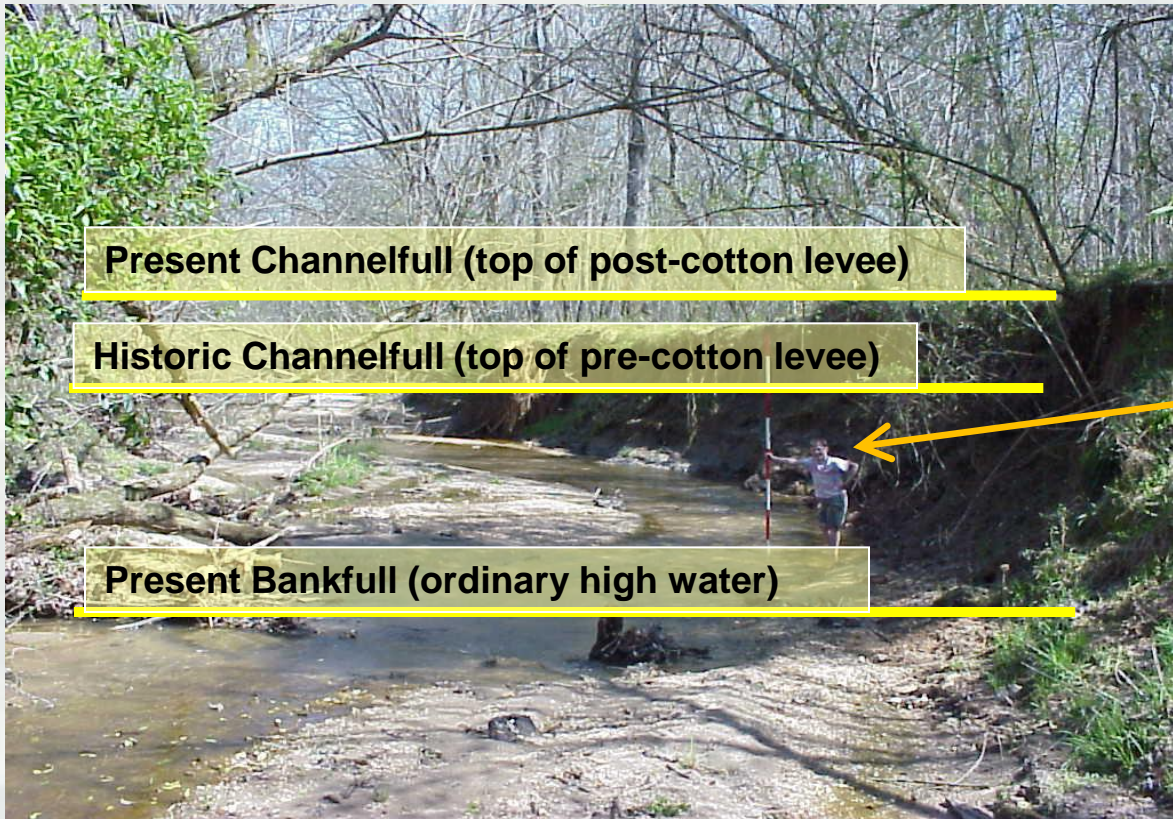 Present Channelfull (top of post-cotton levee)
Historic Channelfull (top of pre-cotton levee)
Present Bankfull (ordinary high water)